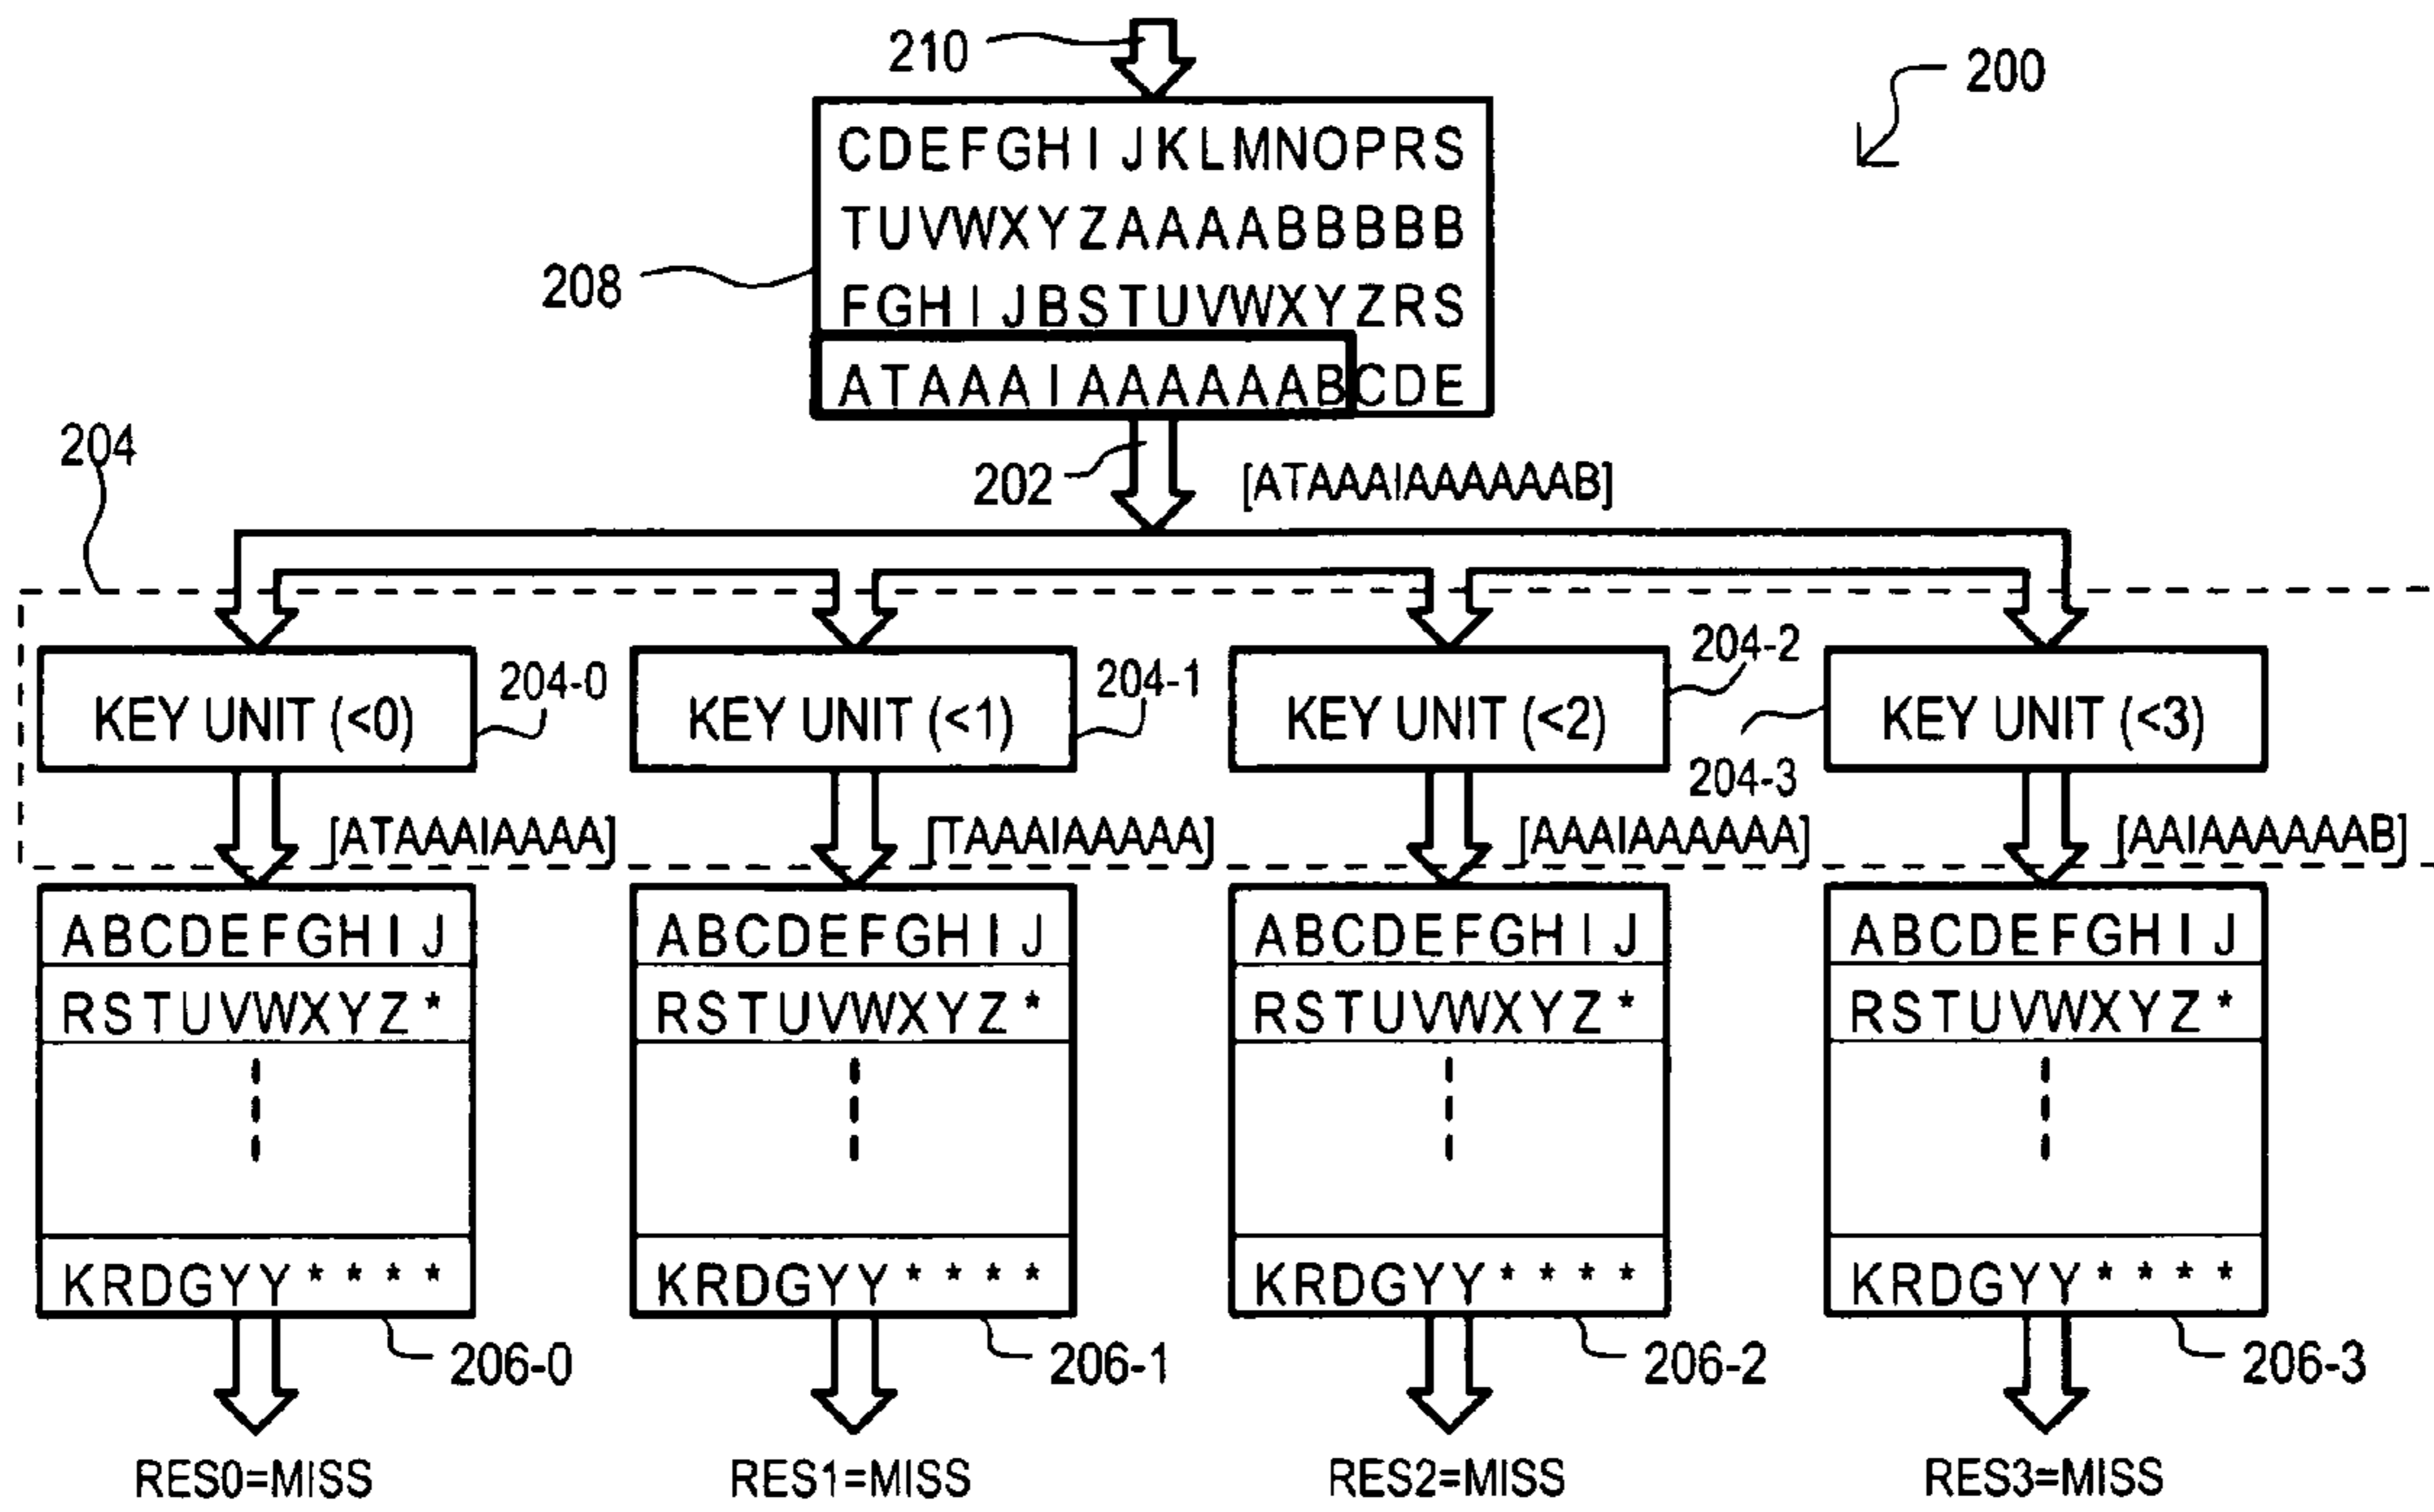 210
200
CDEFGHIJKLMNOPRS
TUVWXYZAAAABBBBB
208
FGHIJBSTUVWXYZRS
ATAAAIAAAAAABCDE
204
202
[ATAAAIAAAAAAB]
KEY UNIT (<0)
204-0
KEY UNIT (<1)
204-1
KEY UNIT (<2)
204-2
KEY UNIT (<3)
204-3
[ATAAAIAAAA]
[TAAAIAAAAA]
[AAAIAAAAAA]
[AAIAAAAAAB]
ABCDEFGHIJ
ABCDEFGHIJ
ABCDEFGHIJ
ABCDEFGHIJ
RSTUVWXYZ*
RSTUVWXYZ*
RSTUVWXYZ*
RSTUVWXYZ*
KRDGYY****
KRDGYY****
KRDGYY****
KRDGYY****
206-0
206-1
206-2
206-3
RES0=MISS
RES1=MISS
RES2=MISS
RES3=MISS